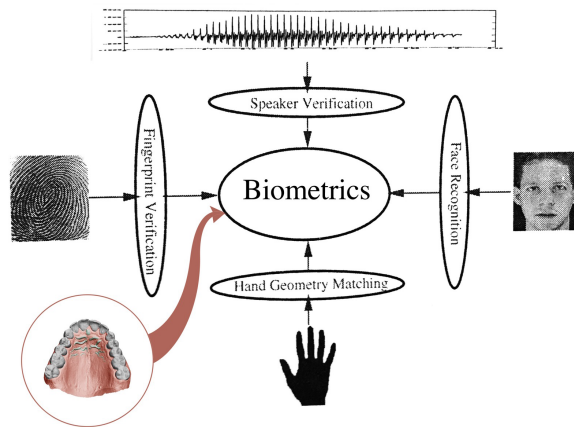 Speaker Verification
Fingerprint Verification
Biometrics
Face Recognition
Hand Geometry Matching